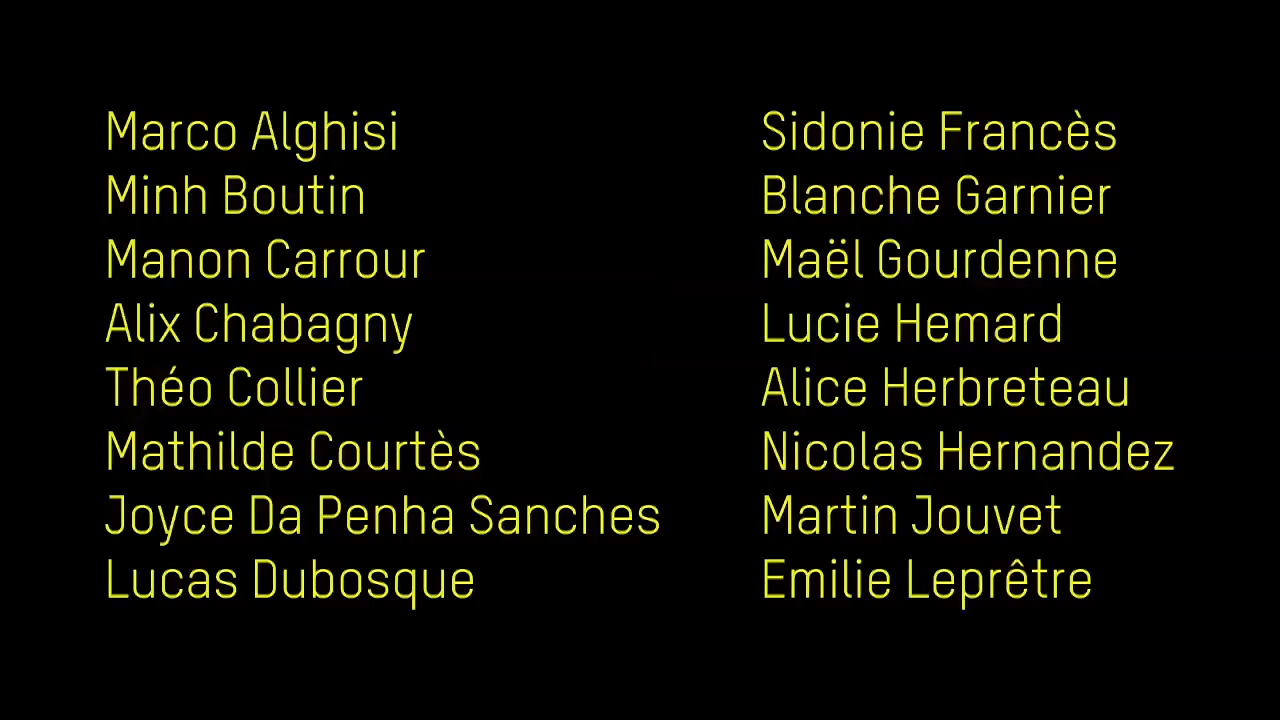 Marco Alghisi
Minh Boutin
Manon Carrour
Alix Chabagny
Théo Collier
Mathilde Courtès
Joyce Da Penha Sanches
Lucas Dubosque
Sidonie Francès
Blanche Garnier
Maël Gourdenne
Lucie Hemard
Alice Herbreteau
Nicolas Hernandez
Martin Jouvet
Emilie Leprêtre